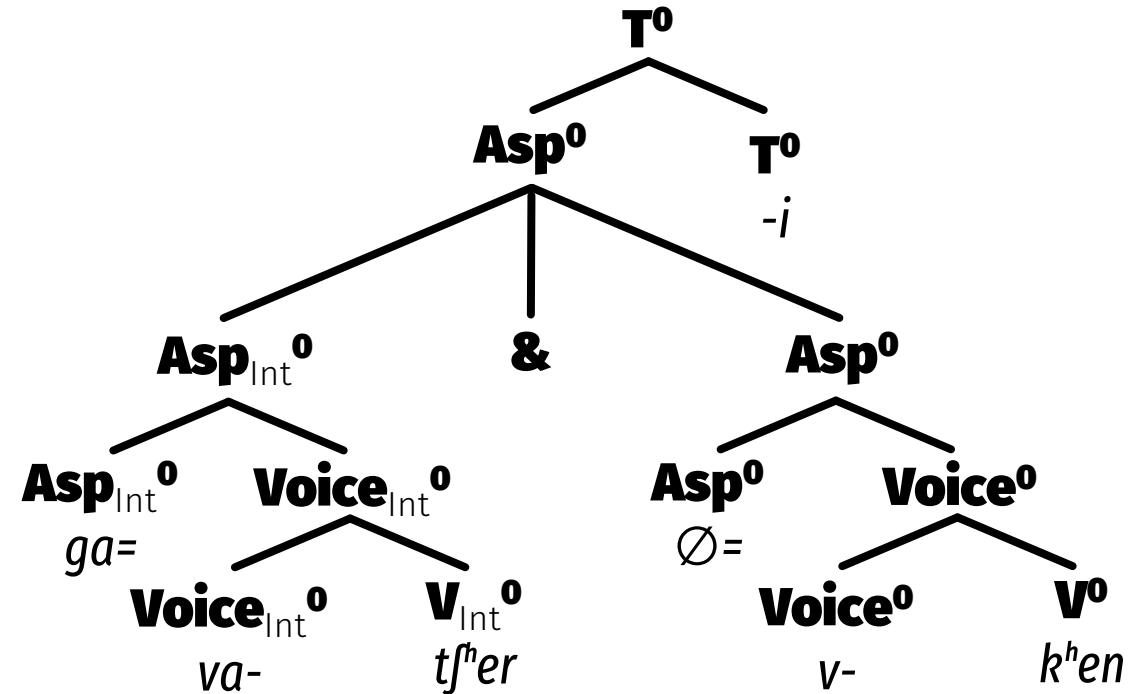 T⁰
Asp⁰ T⁰
-i
Asp_Int⁰ & Asp⁰
Asp_Int⁰ Voice_Int⁰ Asp⁰ Voice⁰
ga= ∅=
Voice_Int⁰ V_Int⁰ Voice⁰ V⁰
va- tʃʰer v- kʰen